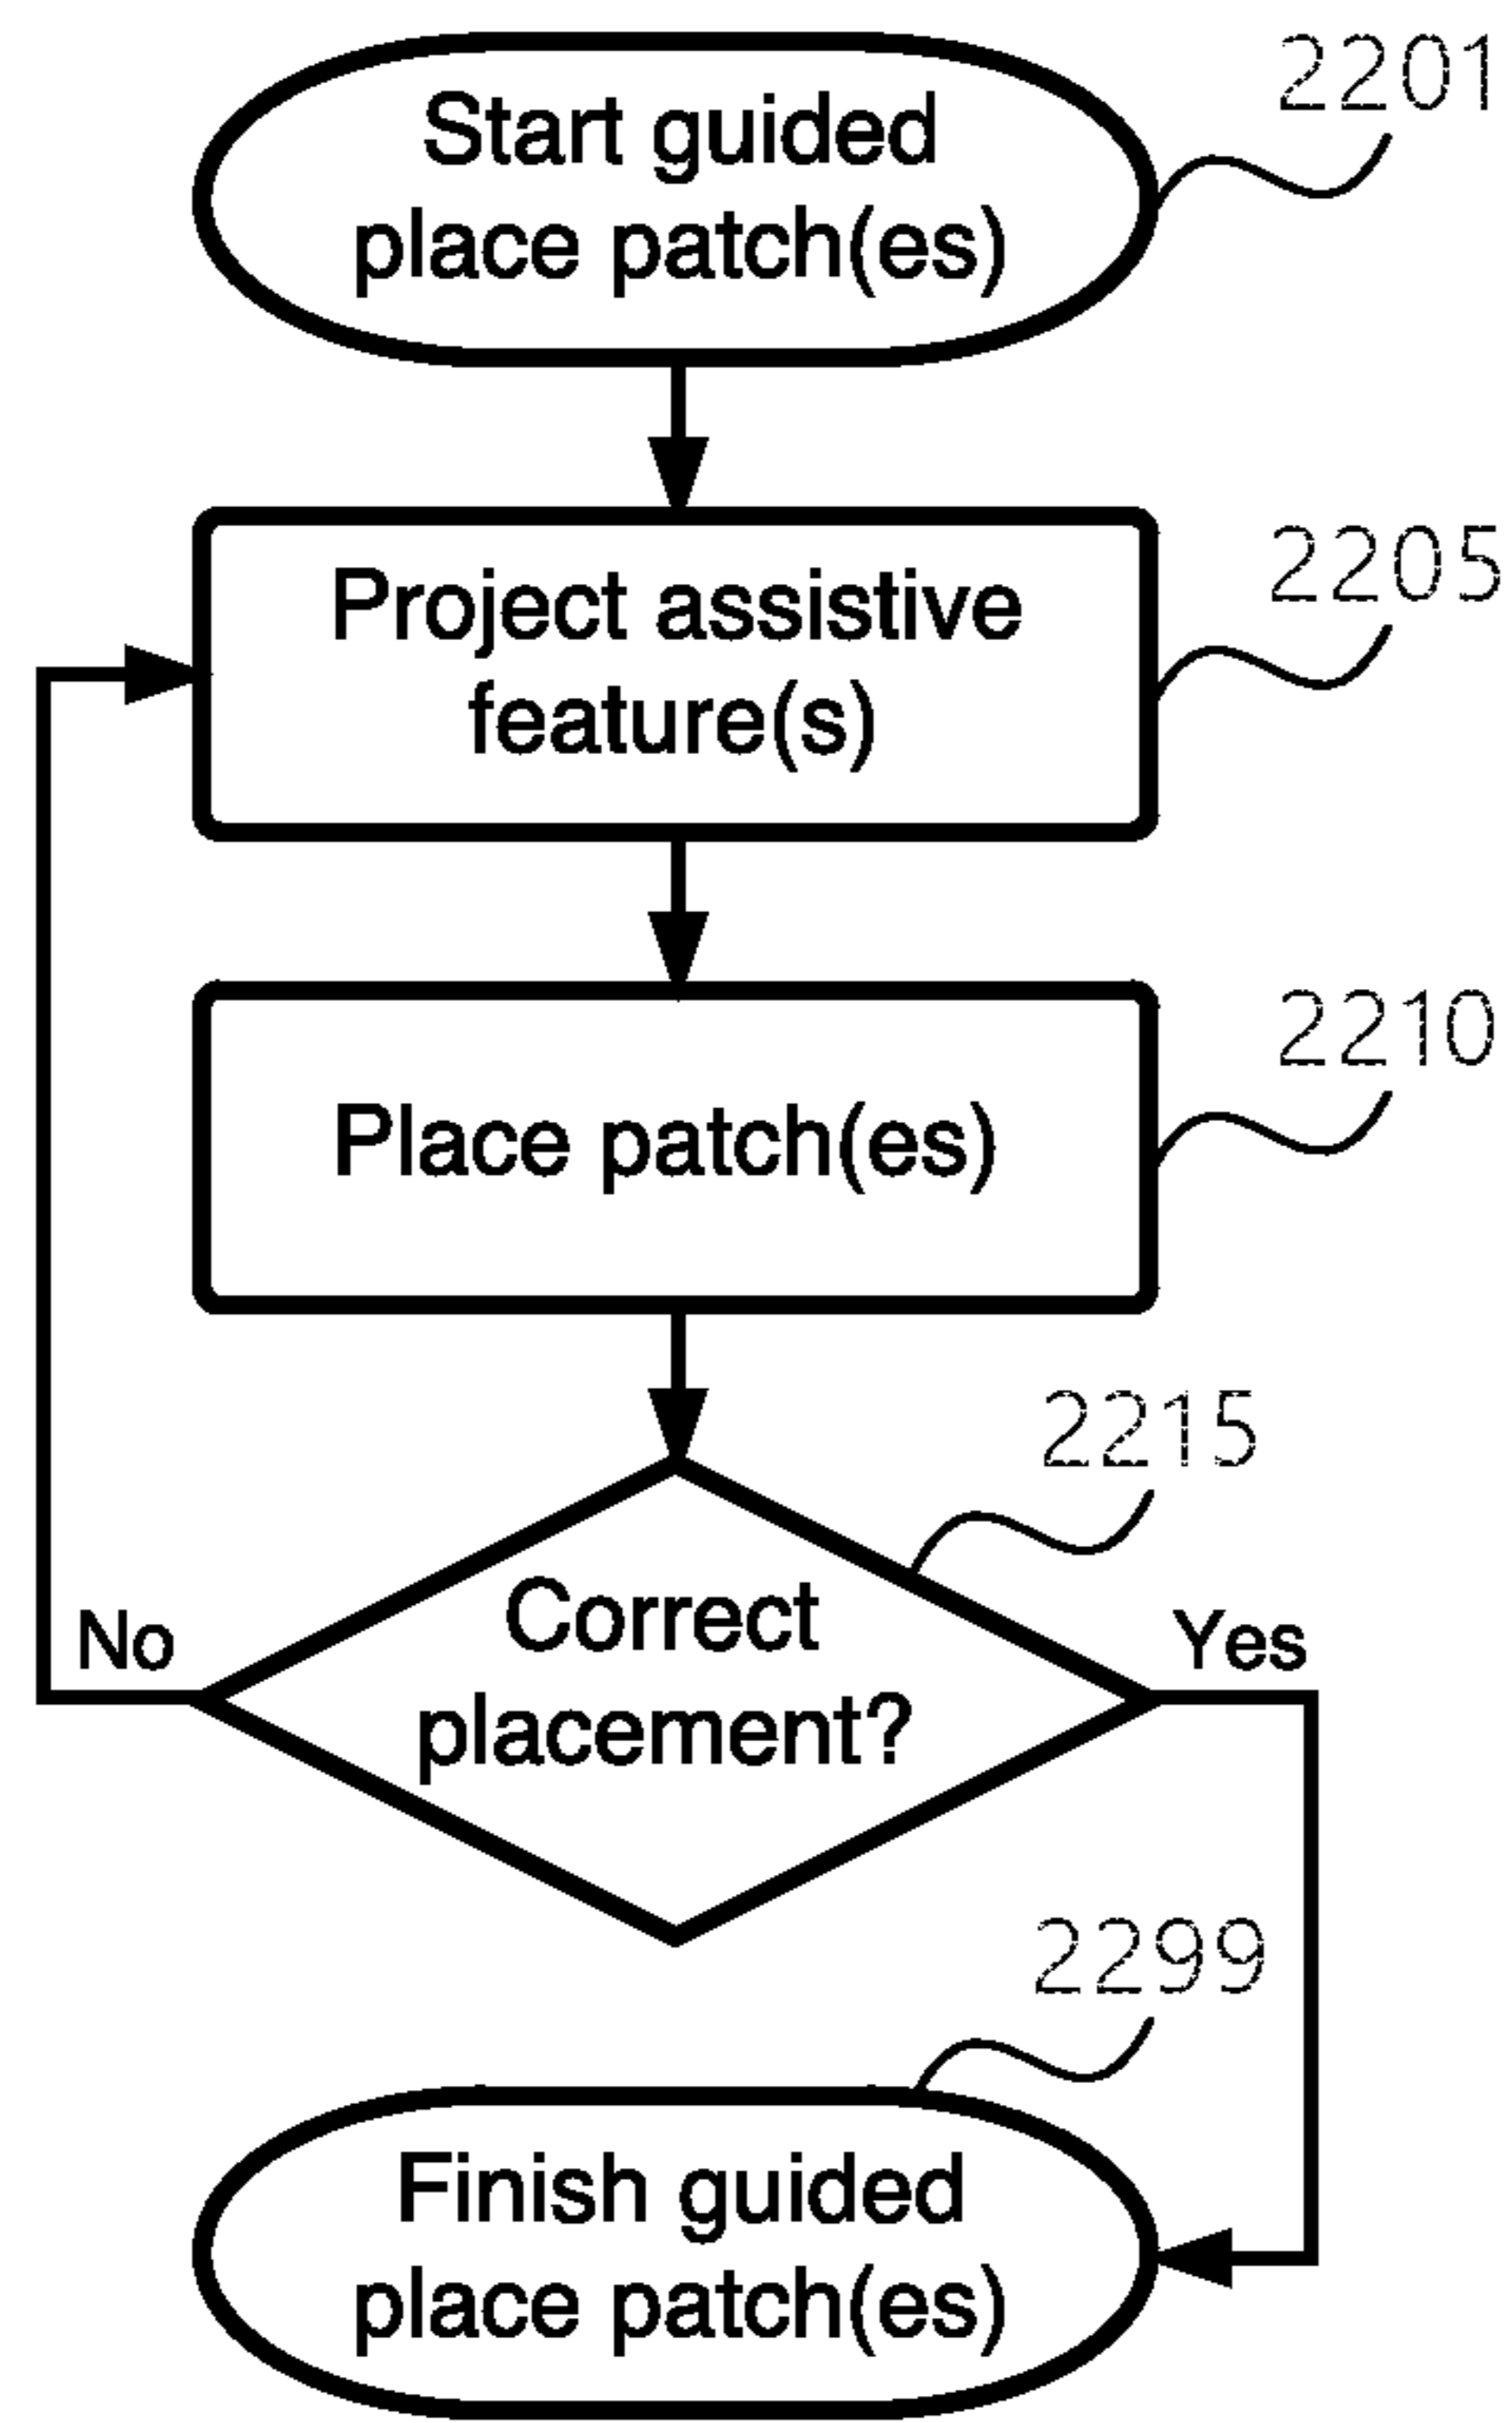 Start guided
place patch(es)
2201
Project assistive
feature(s)
2205
Place patch(es)
2210
2215
Correct
placement?
No
Yes
2299
Finish guided
place patch(es)